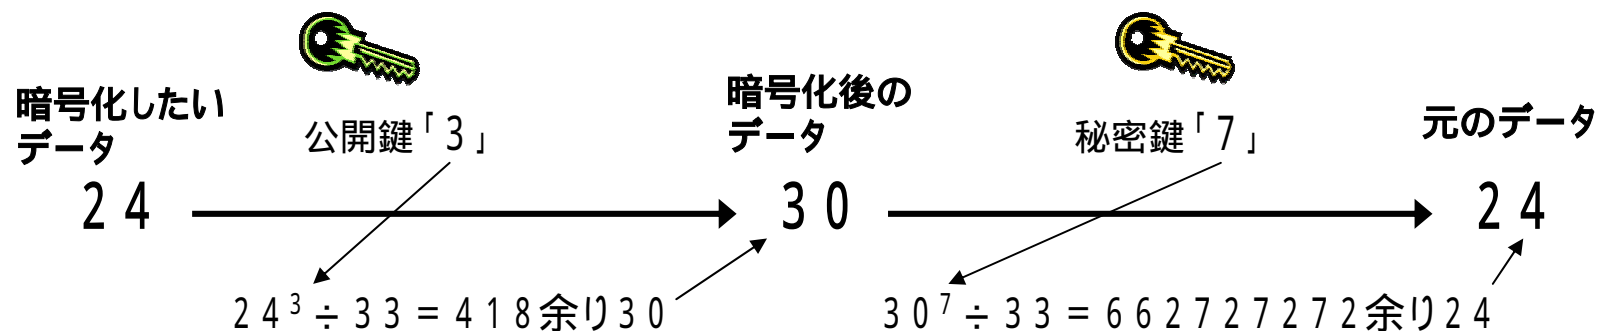 暗号化したい
データ
24
公開鍵「3」
暗号化後の
データ
30
秘密鍵「7」
元のデータ
24
24³÷33=418余り30
30⁷÷33=662727272余り24